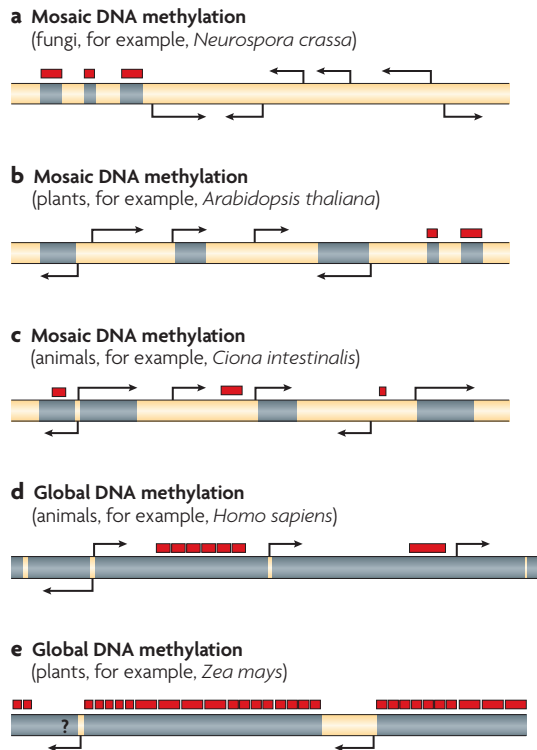 a Mosaic DNA methylation
(fungi, for example, Neurospora crassa)
b Mosaic DNA methylation
(plants, for example, Arabidopsis thaliana)
c Mosaic DNA methylation
(animals, for example, Ciona intestinalis)
d Global DNA methylation
(animals, for example, Homo sapiens)
e Global DNA methylation
(plants, for example, Zea mays)
?